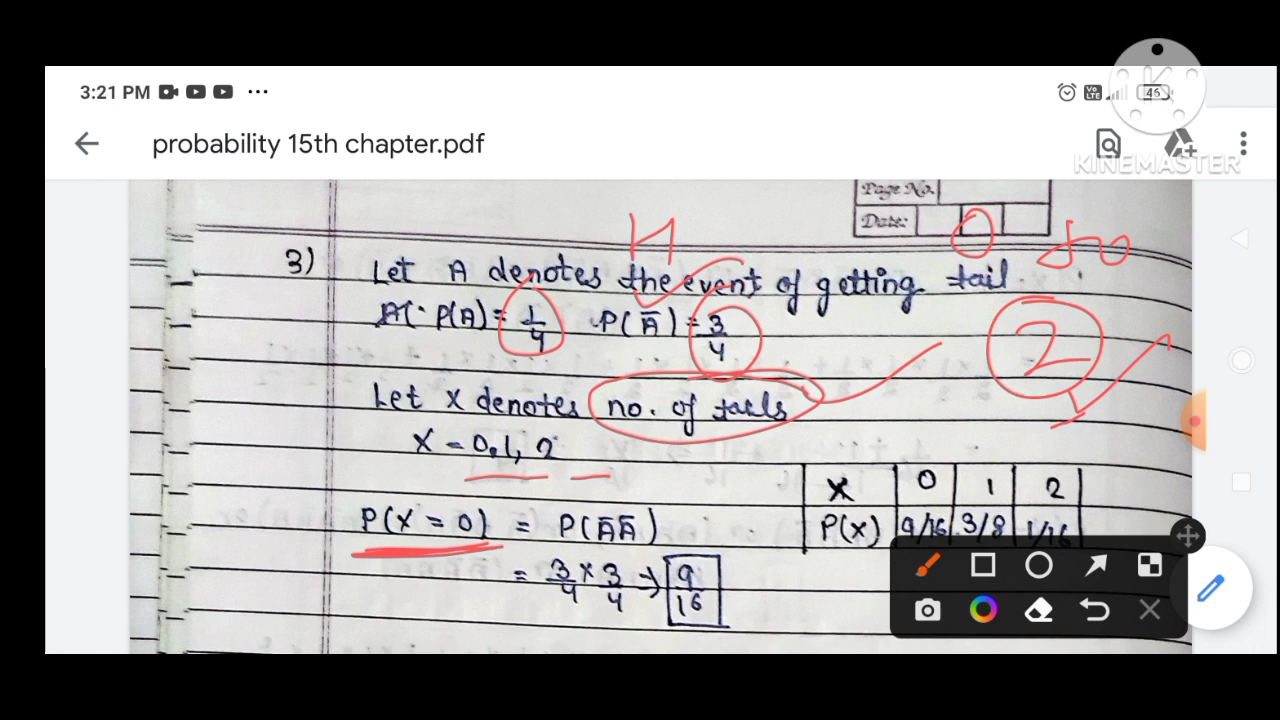 3:21 PM ...
46
probability 15th chapter.pdf
KINEMASTER
Page No.
Date:
H
3) Let A denotes the event of getting tail
P(A) = 1/4 P(Ā) = 3/4
2
Let X denotes no. of tails
X = 0, 1, 2
X 0 1 2
P(X) 9/16 3/8 1/16
P(X = 0) = P(ĀĀ)
= 3/4 × 3/4 → 9/16